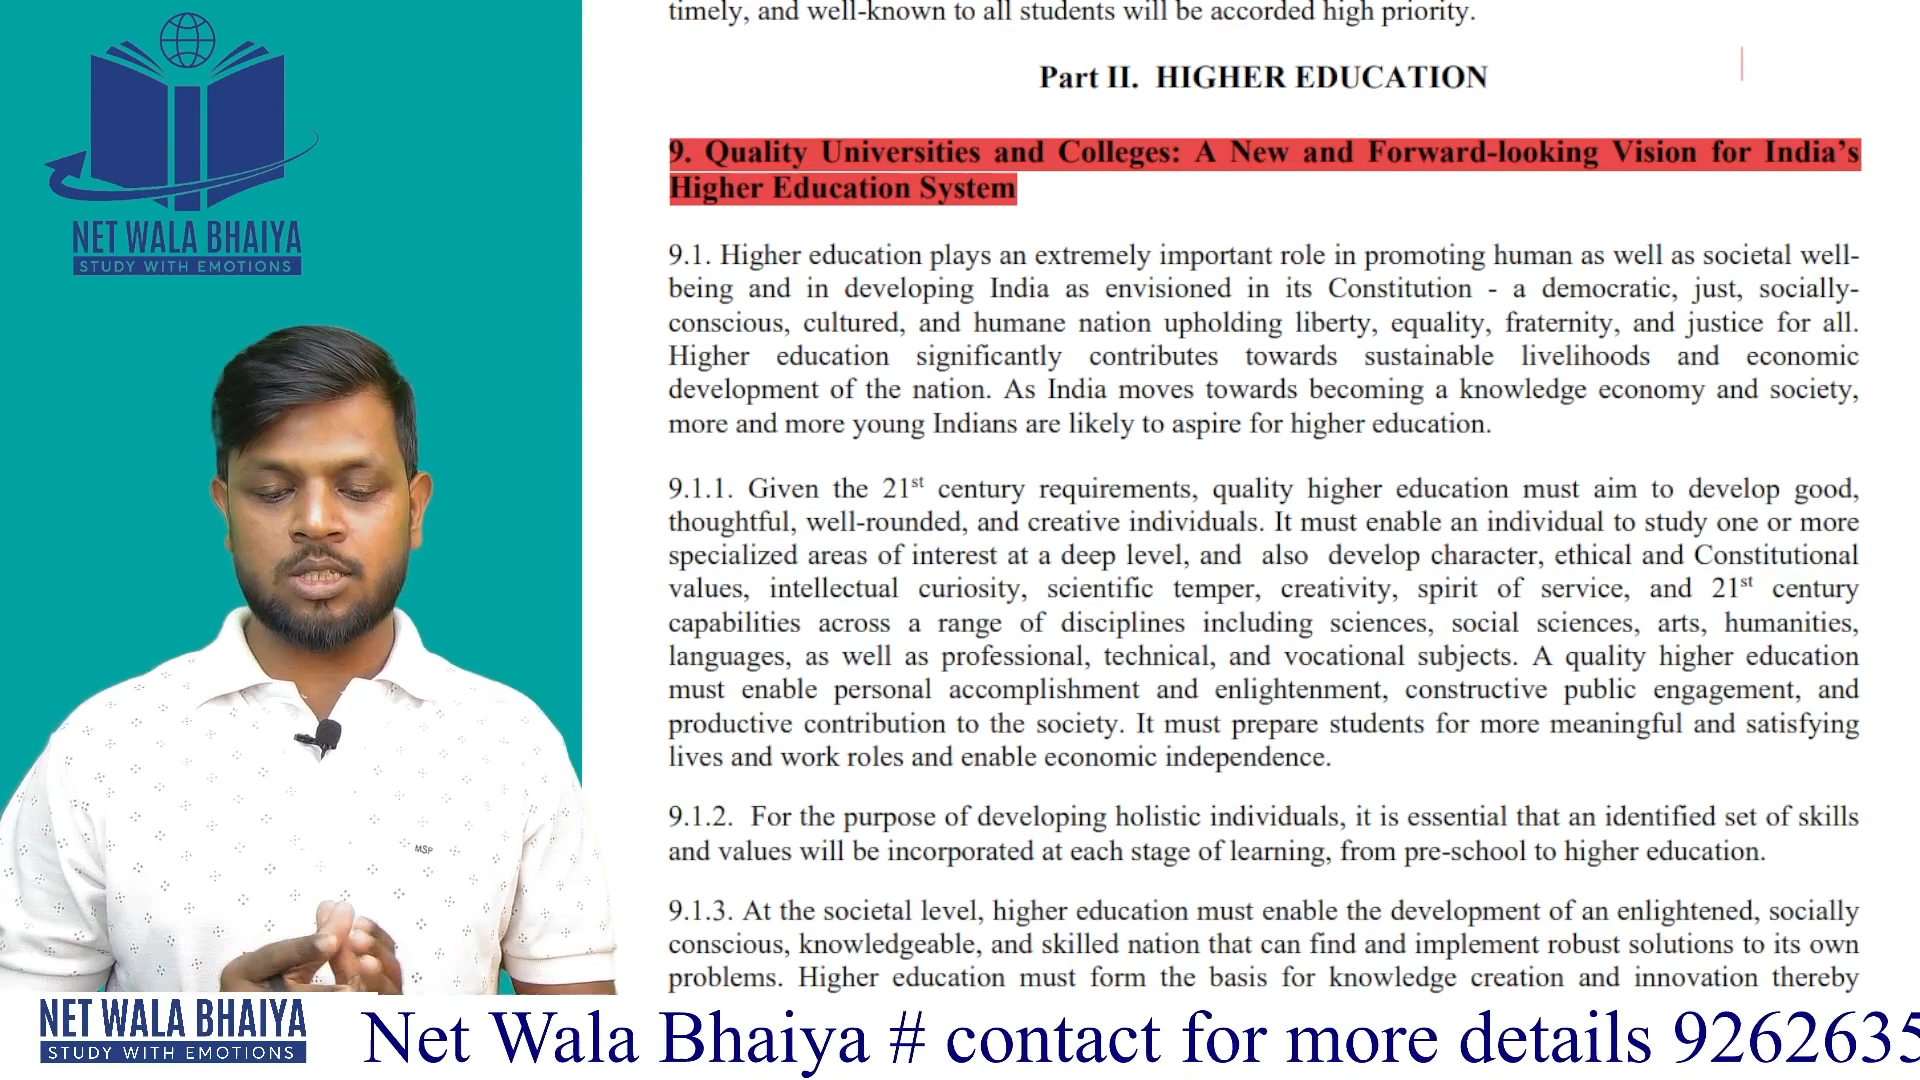 NET WALA BHAIYA
STUDY WITH EMOTIONS
MSP
timely, and well-known to all students will be accorded high priority.
Part II. HIGHER EDUCATION
9. Quality Universities and Colleges: A New and Forward-looking Vision for India’s
Higher Education System
9.1. Higher education plays an extremely important role in promoting human as well as societal well-
being and in developing India as envisioned in its Constitution - a democratic, just, socially-
conscious, cultured, and humane nation upholding liberty, equality, fraternity, and justice for all.
Higher education significantly contributes towards sustainable livelihoods and economic
development of the nation. As India moves towards becoming a knowledge economy and society,
more and more young Indians are likely to aspire for higher education.
9.1.1. Given the 21st century requirements, quality higher education must aim to develop good,
thoughtful, well-rounded, and creative individuals. It must enable an individual to study one or more
specialized areas of interest at a deep level, and also develop character, ethical and Constitutional
values, intellectual curiosity, scientific temper, creativity, spirit of service, and 21st century
capabilities across a range of disciplines including sciences, social sciences, arts, humanities,
languages, as well as professional, technical, and vocational subjects. A quality higher education
must enable personal accomplishment and enlightenment, constructive public engagement, and
productive contribution to the society. It must prepare students for more meaningful and satisfying
lives and work roles and enable economic independence.
9.1.2. For the purpose of developing holistic individuals, it is essential that an identified set of skills
and values will be incorporated at each stage of learning, from pre-school to higher education.
9.1.3. At the societal level, higher education must enable the development of an enlightened, socially
conscious, knowledgeable, and skilled nation that can find and implement robust solutions to its own
problems. Higher education must form the basis for knowledge creation and innovation thereby
NET WALA BHAIYA
STUDY WITH EMOTIONS
Net Wala Bhaiya # contact for more details 9262635